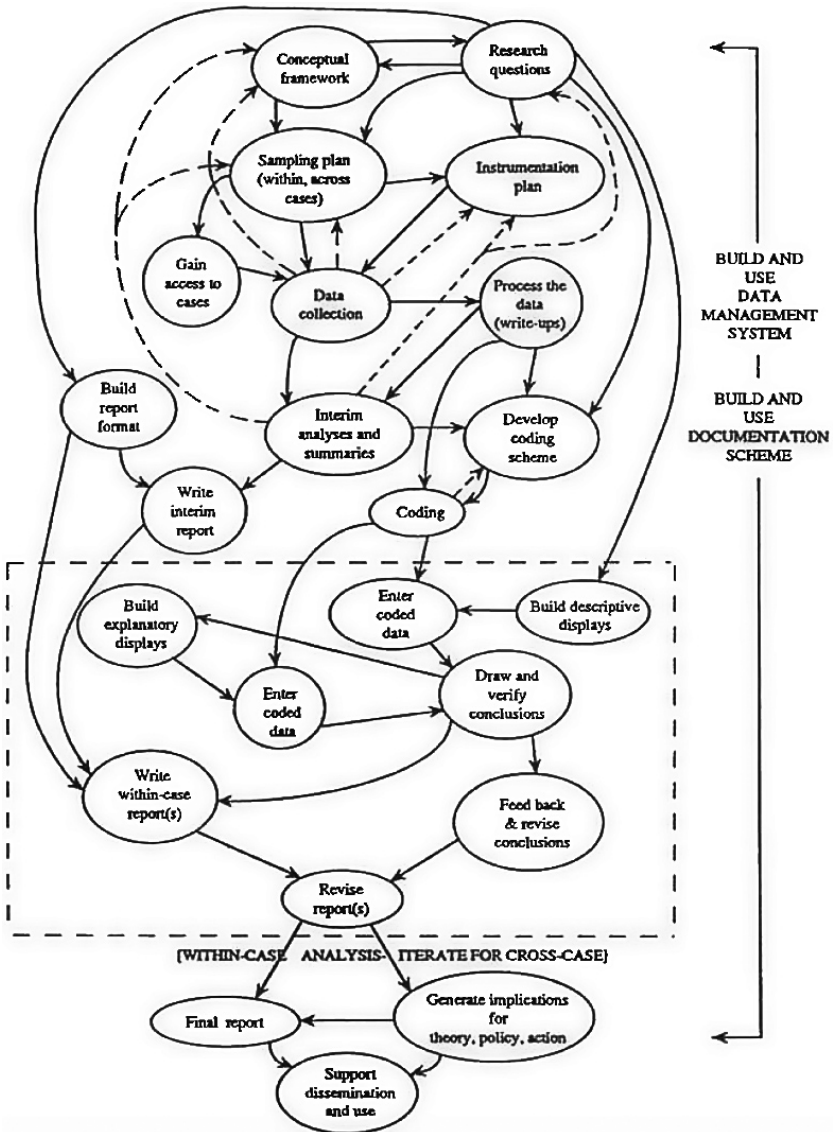 Conceptual
framework
Research
questions
Sampling plan
(within, across
cases)
Instrumentation
plan
Gain
access to
cases
Data
collection
Process the
data
(write-ups)
BUILD AND
USE
DATA
MANAGEMENT
SYSTEM
BUILD AND
USE
DOCUMENTATION
SCHEME
Build
report
format
Interim
analyses and
summaries
Develop
coding
scheme
Write
interim
report
Coding
Build
explanatory
displays
Enter
coded
data
Build descriptive
displays
Enter
coded
data
Draw and
verify
conclusions
Write
within-case
report(s)
Feed back
& revise
conclusions
Revise
report(s)
[WITHIN-CASE ANALYSIS- ITERATE FOR CROSS-CASE}
Final report
Generate implications
for
theory, policy, action
Support
dissemination
and use